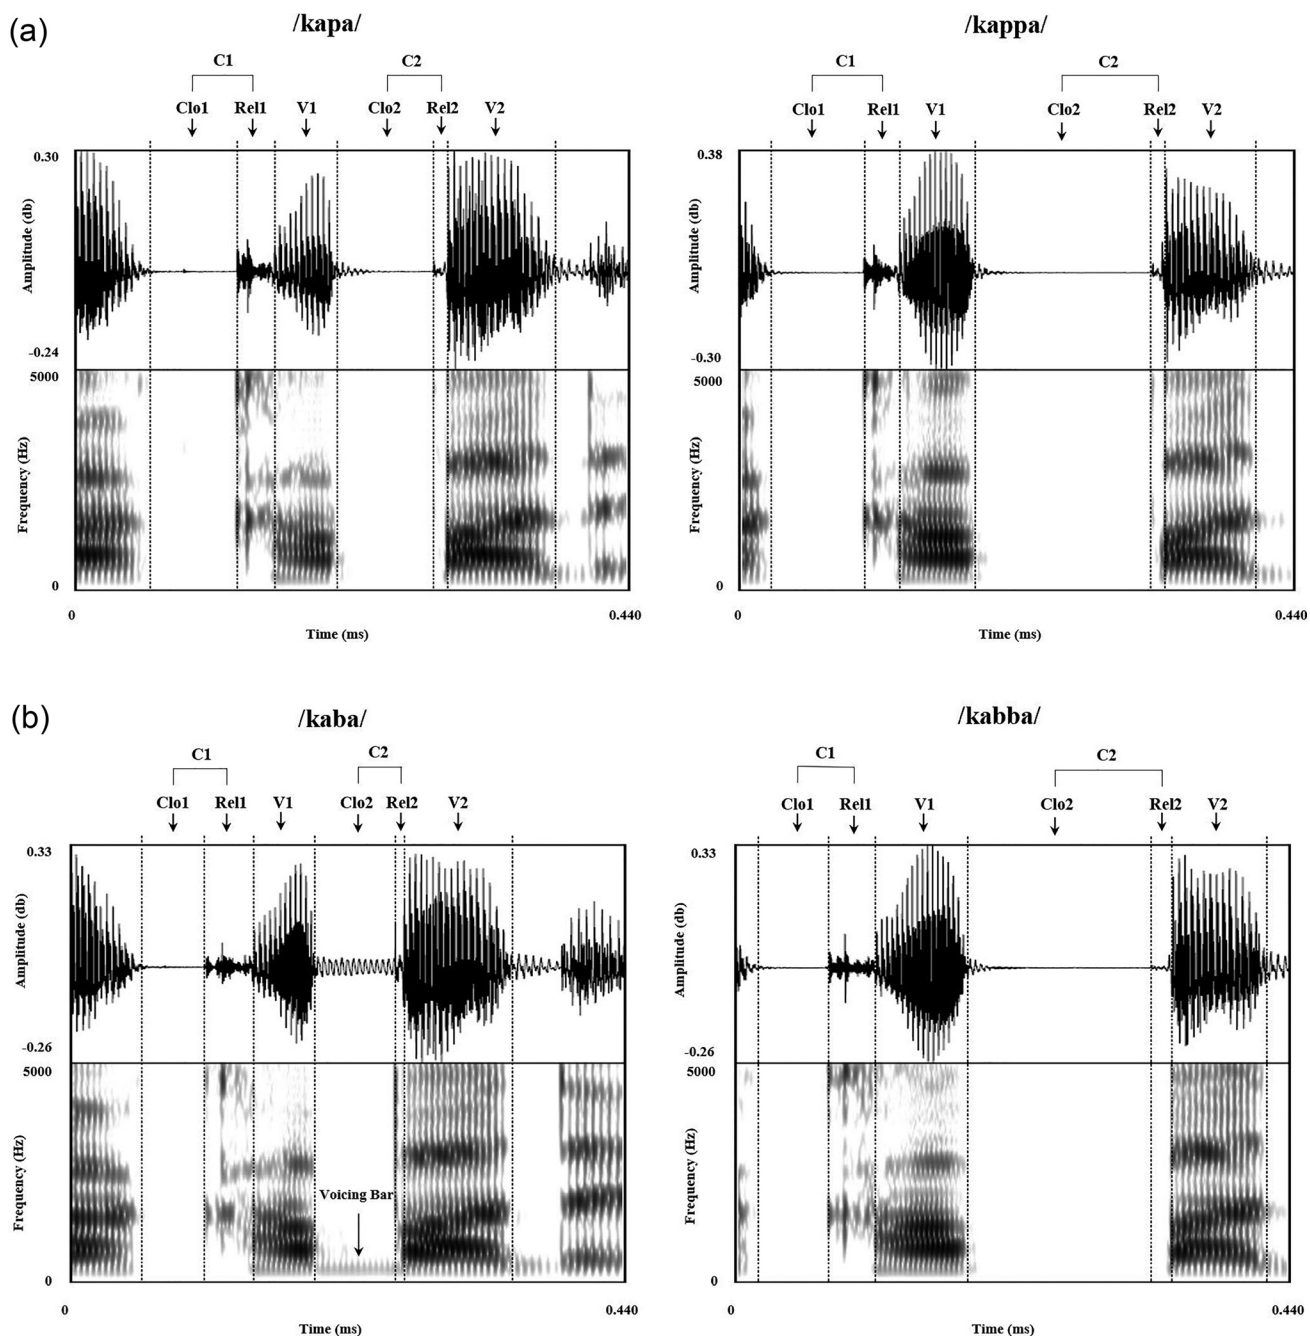 (a)
/kapa/
C1 C2
Clo1 Rel1 V1 Clo2 Rel2 V2
0.30
Amplitude (db)
-0.24
5000
Frequency (Hz)
0
0 0.440
Time (ms)
/kappa/
C1 C2
Clo1 Rel1 V1 Clo2 Rel2 V2
0.38
Amplitude (db)
-0.30
5000
Frequency (Hz)
0
0 0.440
Time (ms)
(b)
/kaba/
C1 C2
Clo1 Rel1 V1 Clo2 Rel2 V2
0.33
Amplitude (db)
-0.26
5000
Frequency (Hz)
Voicing Bar
0
0 0.440
Time (ms)
/kabba/
C1 C2
Clo1 Rel1 V1 Clo2 Rel2 V2
0.33
Amplitude (db)
-0.26
5000
Frequency (Hz)
0
0 0.440
Time (ms)